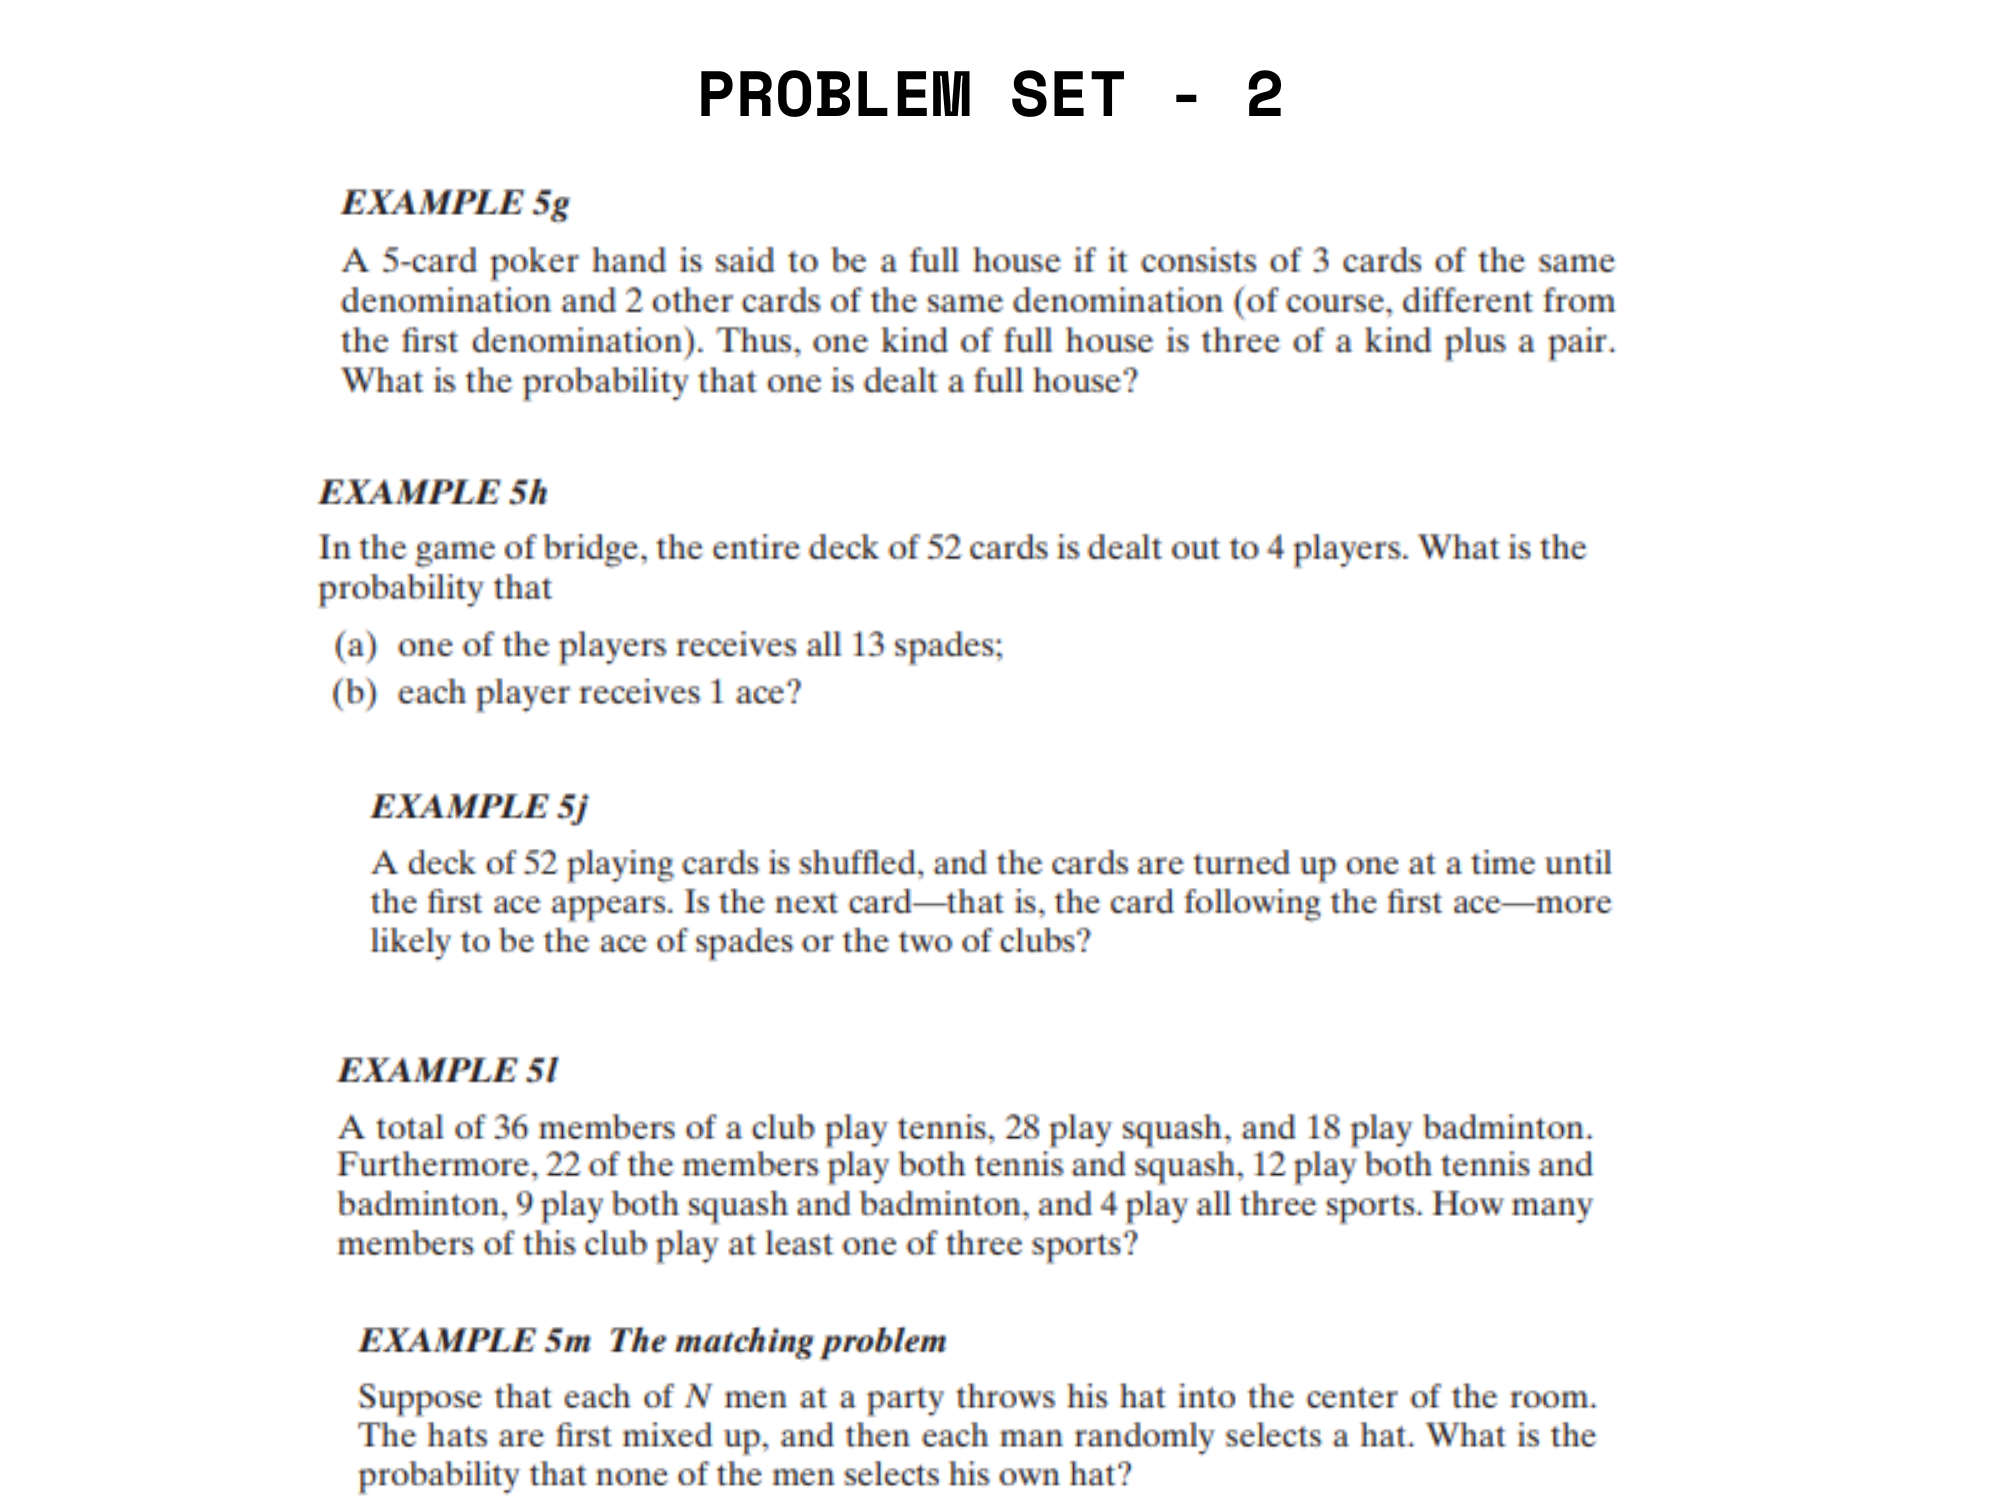 PROBLEM SET - 2
EXAMPLE 5g
A 5-card poker hand is said to be a full house if it consists of 3 cards of the same
denomination and 2 other cards of the same denomination (of course, different from
the first denomination). Thus, one kind of full house is three of a kind plus a pair.
What is the probability that one is dealt a full house?
EXAMPLE 5h
In the game of bridge, the entire deck of 52 cards is dealt out to 4 players. What is the
probability that
(a) one of the players receives all 13 spades;
(b) each player receives 1 ace?
EXAMPLE 5j
A deck of 52 playing cards is shuffled, and the cards are turned up one at a time until
the first ace appears. Is the next card—that is, the card following the first ace—more
likely to be the ace of spades or the two of clubs?
EXAMPLE 5l
A total of 36 members of a club play tennis, 28 play squash, and 18 play badminton.
Furthermore, 22 of the members play both tennis and squash, 12 play both tennis and
badminton, 9 play both squash and badminton, and 4 play all three sports. How many
members of this club play at least one of three sports?
EXAMPLE 5m The matching problem
Suppose that each of N men at a party throws his hat into the center of the room.
The hats are first mixed up, and then each man randomly selects a hat. What is the
probability that none of the men selects his own hat?